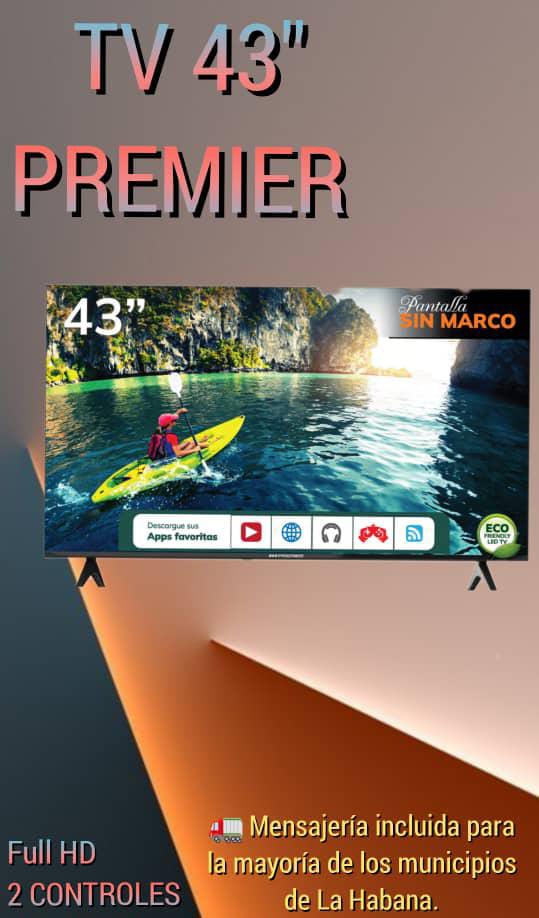 TV 43"
PREMIER
43”
Pantalla
SIN MARCO
Descargue sus
Apps favoritas
ECO
FRIENDLY
LED TV
Full HD
2 CONTROLES
🚛 Mensajería incluida para
la mayoría de los municipios
de La Habana.